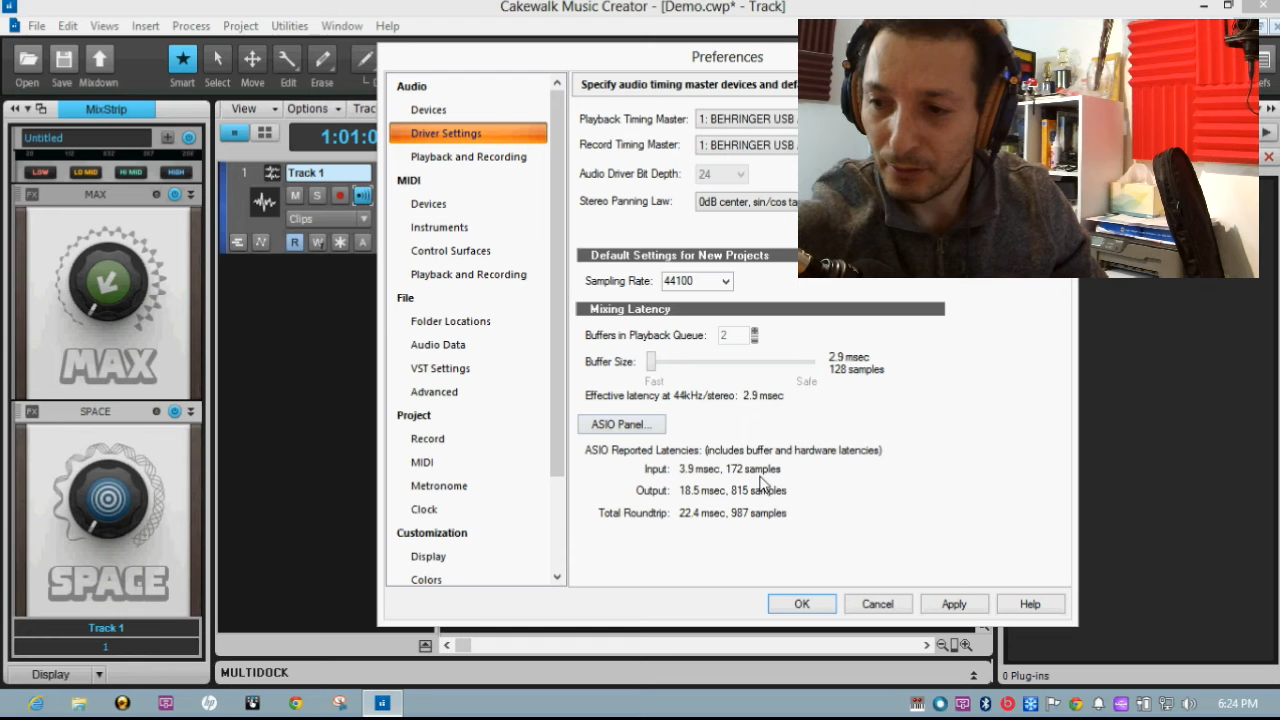 Cakewalk Music Creator - [Demo.cwp* - Track]
File Edit Views Insert Process Project Utilities Window Help
Open Save Mixdown Smart Select Move Edit Erase
Preferences
MixStrip
View Options
1:01:0
Untitled
LOW LO MID HI MID HIGH
FX MAX
MAX
FX SPACE
SPACE
Track 1
1
Display
1 Track 1
M S
Clips
R W A
Audio
Devices
Driver Settings
Playback and Recording
MIDI
Devices
Instruments
Control Surfaces
Playback and Recording
File
Folder Locations
Audio Data
VST Settings
Advanced
Project
Record
MIDI
Metronome
Clock
Customization
Display
Colors
Specify audio timing master devices and
Playback Timing Master: 1: BEHRINGER USB
Record Timing Master: 1: BEHRINGER USB
Audio Driver Bit Depth: 24
Stereo Panning Law: 0dB center, sin/cos
Default Settings for New Projects
Sampling Rate: 44100
Mixing Latency
Buffers in Playback Queue: 2
Buffer Size: 2.9 msec
128 samples
Fast Safe
Effective latency at 44kHz/stereo: 2.9 msec
ASIO Panel...
ASIO Reported Latencies: (includes buffer and hardware latencies)
Input: 3.9 msec, 172 samples
Output: 18.5 msec, 815 samples
Total Roundtrip: 22.4 msec, 987 samples
OK Cancel Apply Help
MULTIDOCK
0 Plug-ins
6:24 PM